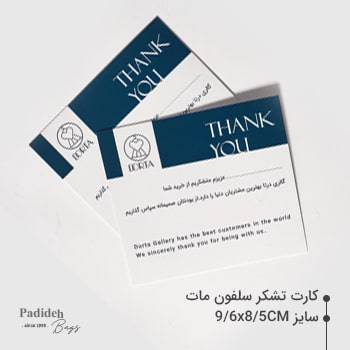 THANK
YOU
DORTA
گالری درتا بهترین
THANK
YOU
DORTA
عزیزم متشکریم از خرید شما
گالری درتا بهترین مشتریان دنیا را دارد.از بودنتان صمیمانه سپاس گذاریم
Dorta Gallery has the best customers in the world
We sincerely thank you for being with us.
کارت تشکر سلفون مات
سایز 9/6x8/5CM
Padideh
. since 1990 .
Bags